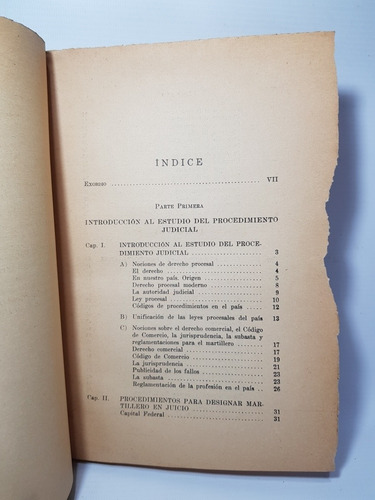 ÍNDICE
EXORDIO ........................ VII
PARTE PRIMERA
INTRODUCCIÓN AL ESTUDIO DEL PROCEDIMIENTO
JUDICIAL
Cap. I. INTRODUCCIÓN AL ESTUDIO DEL PROCE-
DIMIENTO JUDICIAL ........................ 3
A) Nociones de derecho procesal ........ 4
El derecho ........................ 4
En nuestro país. Origen ............ 5
Derecho procesal moderno ......... 8
La autoridad judicial .............. 8
Ley procesal ...................... 10
Códigos de procedimientos en el país .. 12
B) Unificación de las leyes procesales del país 13
C) Nociones sobre el derecho comercial, el Código
de Comercio, la jurisprudencia, la subasta y
reglamentaciones para el martillero ...... 17
Derecho comercial ................ 17
Código de Comercio .............. 19
La jurisprudencia ................ 21
Publicidad de los fallos ............ 23
La subasta ........................ 23
Reglamentación de la profesión en el país .. 26
Cap. II. PROCEDIMIENTOS PARA DESIGNAR MAR-
TILLERO EN JUICIO .................... 31
Capital Federal ........................ 31